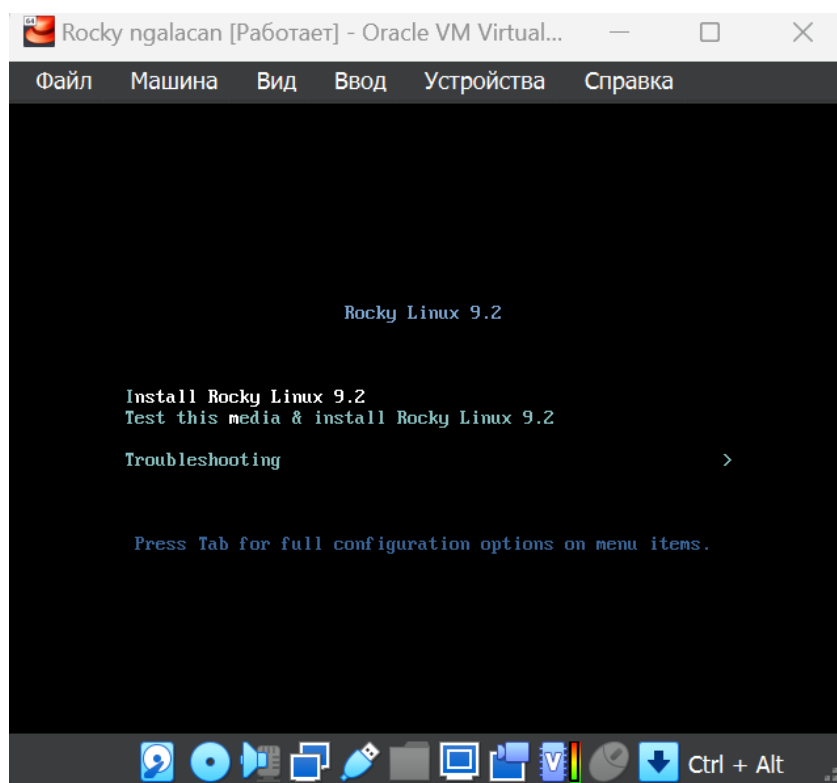 64
Rocky ngalacan [Работает] - Oracle VM Virtual...
Файл Машина Вид Ввод Устройства Справка
Rocky Linux 9.2
Install Rocky Linux 9.2
Test this media & install Rocky Linux 9.2
Troubleshooting >
Press Tab for full configuration options on menu items.
V
Ctrl + Alt